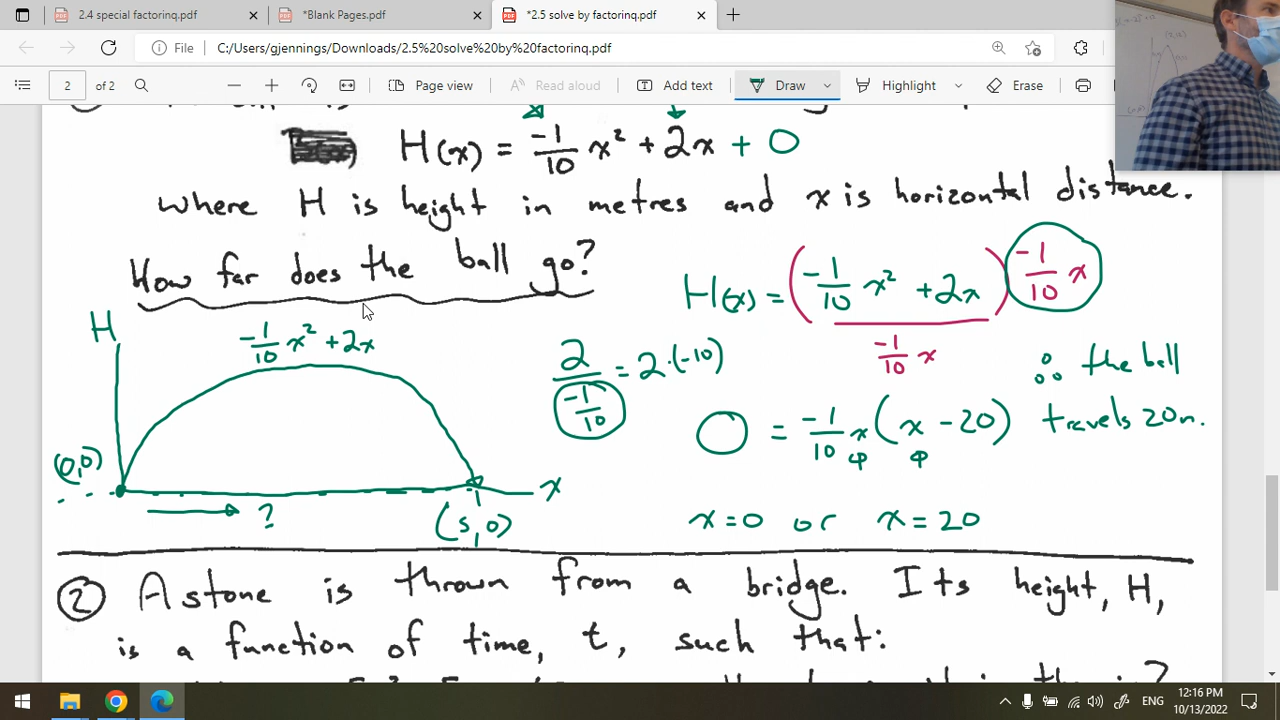 2.4 special factoring.pdf
*Blank Pages.pdf
*2.5 solve by factorinq.pdf
File C:/Users/gjennings/Downloads/2.5%20solve%20by%20factorinq.pdf
2 of 2 Page view Read aloud Add text Draw Highlight Erase
H(x) = -1/10 x² + 2x + 0
where H is height in metres and x is horizontal distance.
How far does the ball go?
H(x) = (-1/10 x² + 2x) -1/10 x
-1/10 x
H
-1/10 x² + 2x
2/(-1/10) = 2·(-10)
∴ the ball
travels 20m.
0 = -1/10 x (x - 20)
(0,0)
x
?
(s,0)
x=0 or x=20
② A stone is thrown from a bridge. Its height, H,
is a function of time, t, such that:
ENG
12:16 PM
10/13/2022